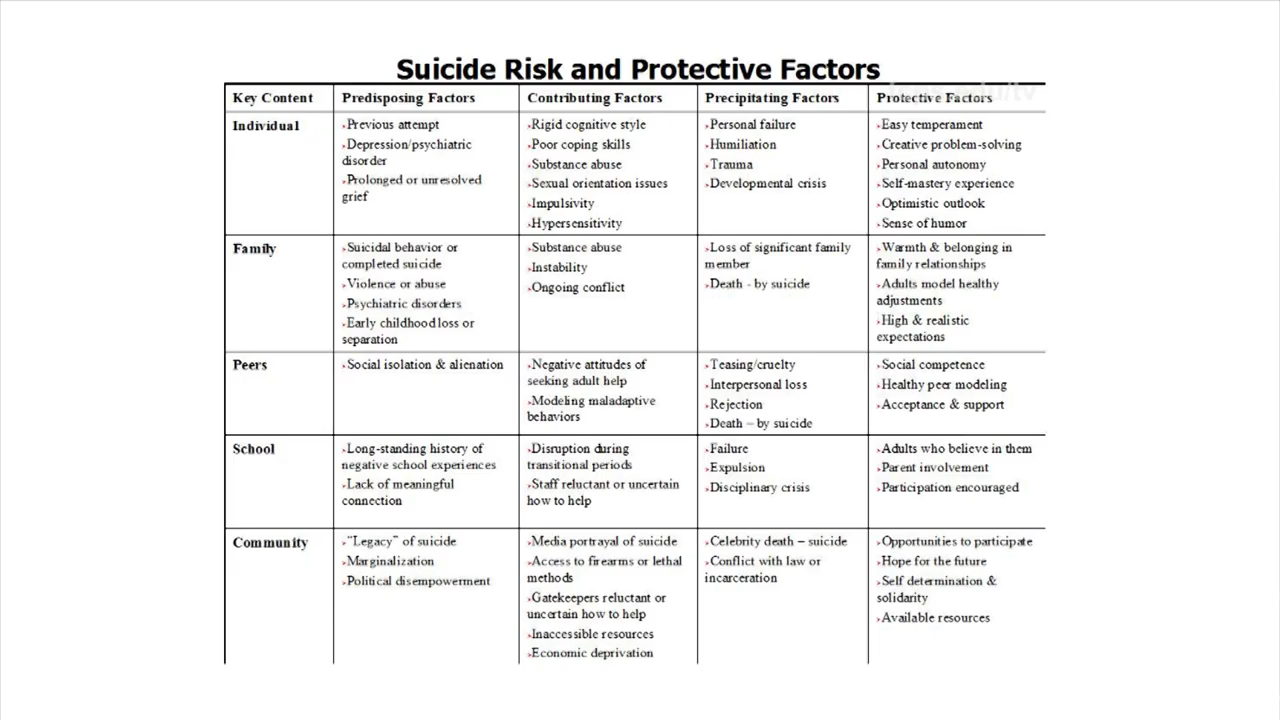 Suicide Risk and Protective Factors
Key Content
Predisposing Factors
Contributing Factors
Precipitating Factors
Protective Factors
Individual
Previous attempt
Depression/psychiatric
disorder
Prolonged or unresolved
grief
Rigid cognitive style
Poor coping skills
Substance abuse
Sexual orientation issues
Impulsivity
Hypersensitivity
Personal failure
Humiliation
Trauma
Developmental crisis
Easy temperament
Creative problem-solving
Personal autonomy
Self-mastery experience
Optimistic outlook
Sense of humor
Family
Suicidal behavior or
completed suicide
Violence or abuse
Psychiatric disorders
Early childhood loss or
separation
Substance abuse
Instability
Ongoing conflict
Loss of significant family
member
Death - by suicide
Warmth & belonging in
family relationships
Adults model healthy
adjustments
High & realistic
expectations
Peers
Social isolation & alienation
Negative attitudes of
seeking adult help
Modeling maladaptive
behaviors
Teasing/cruelty
Interpersonal loss
Rejection
Death – by suicide
Social competence
Healthy peer modeling
Acceptance & support
School
Long-standing history of
negative school experiences
Lack of meaningful
connection
Disruption during
transitional periods
Staff reluctant or uncertain
how to help
Failure
Expulsion
Disciplinary crisis
Adults who believe in them
Parent involvement
Participation encouraged
Community
“Legacy” of suicide
Marginalization
Political disempowerment
Media portrayal of suicide
Access to firearms or lethal
methods
Gatekeepers reluctant or
uncertain how to help
Inaccessible resources
Economic deprivation
Celebrity death – suicide
Conflict with law or
incarceration
Opportunities to participate
Hope for the future
Self determination &
solidarity
Available resources